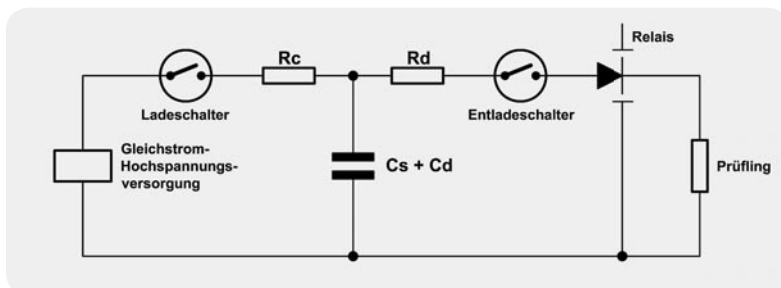 Relais
Rc
Rd
Ladeschalter
Entladeschalter
Gleichstrom-
Hochspannungs-
versorgung
Cs + Cd
Prüfling